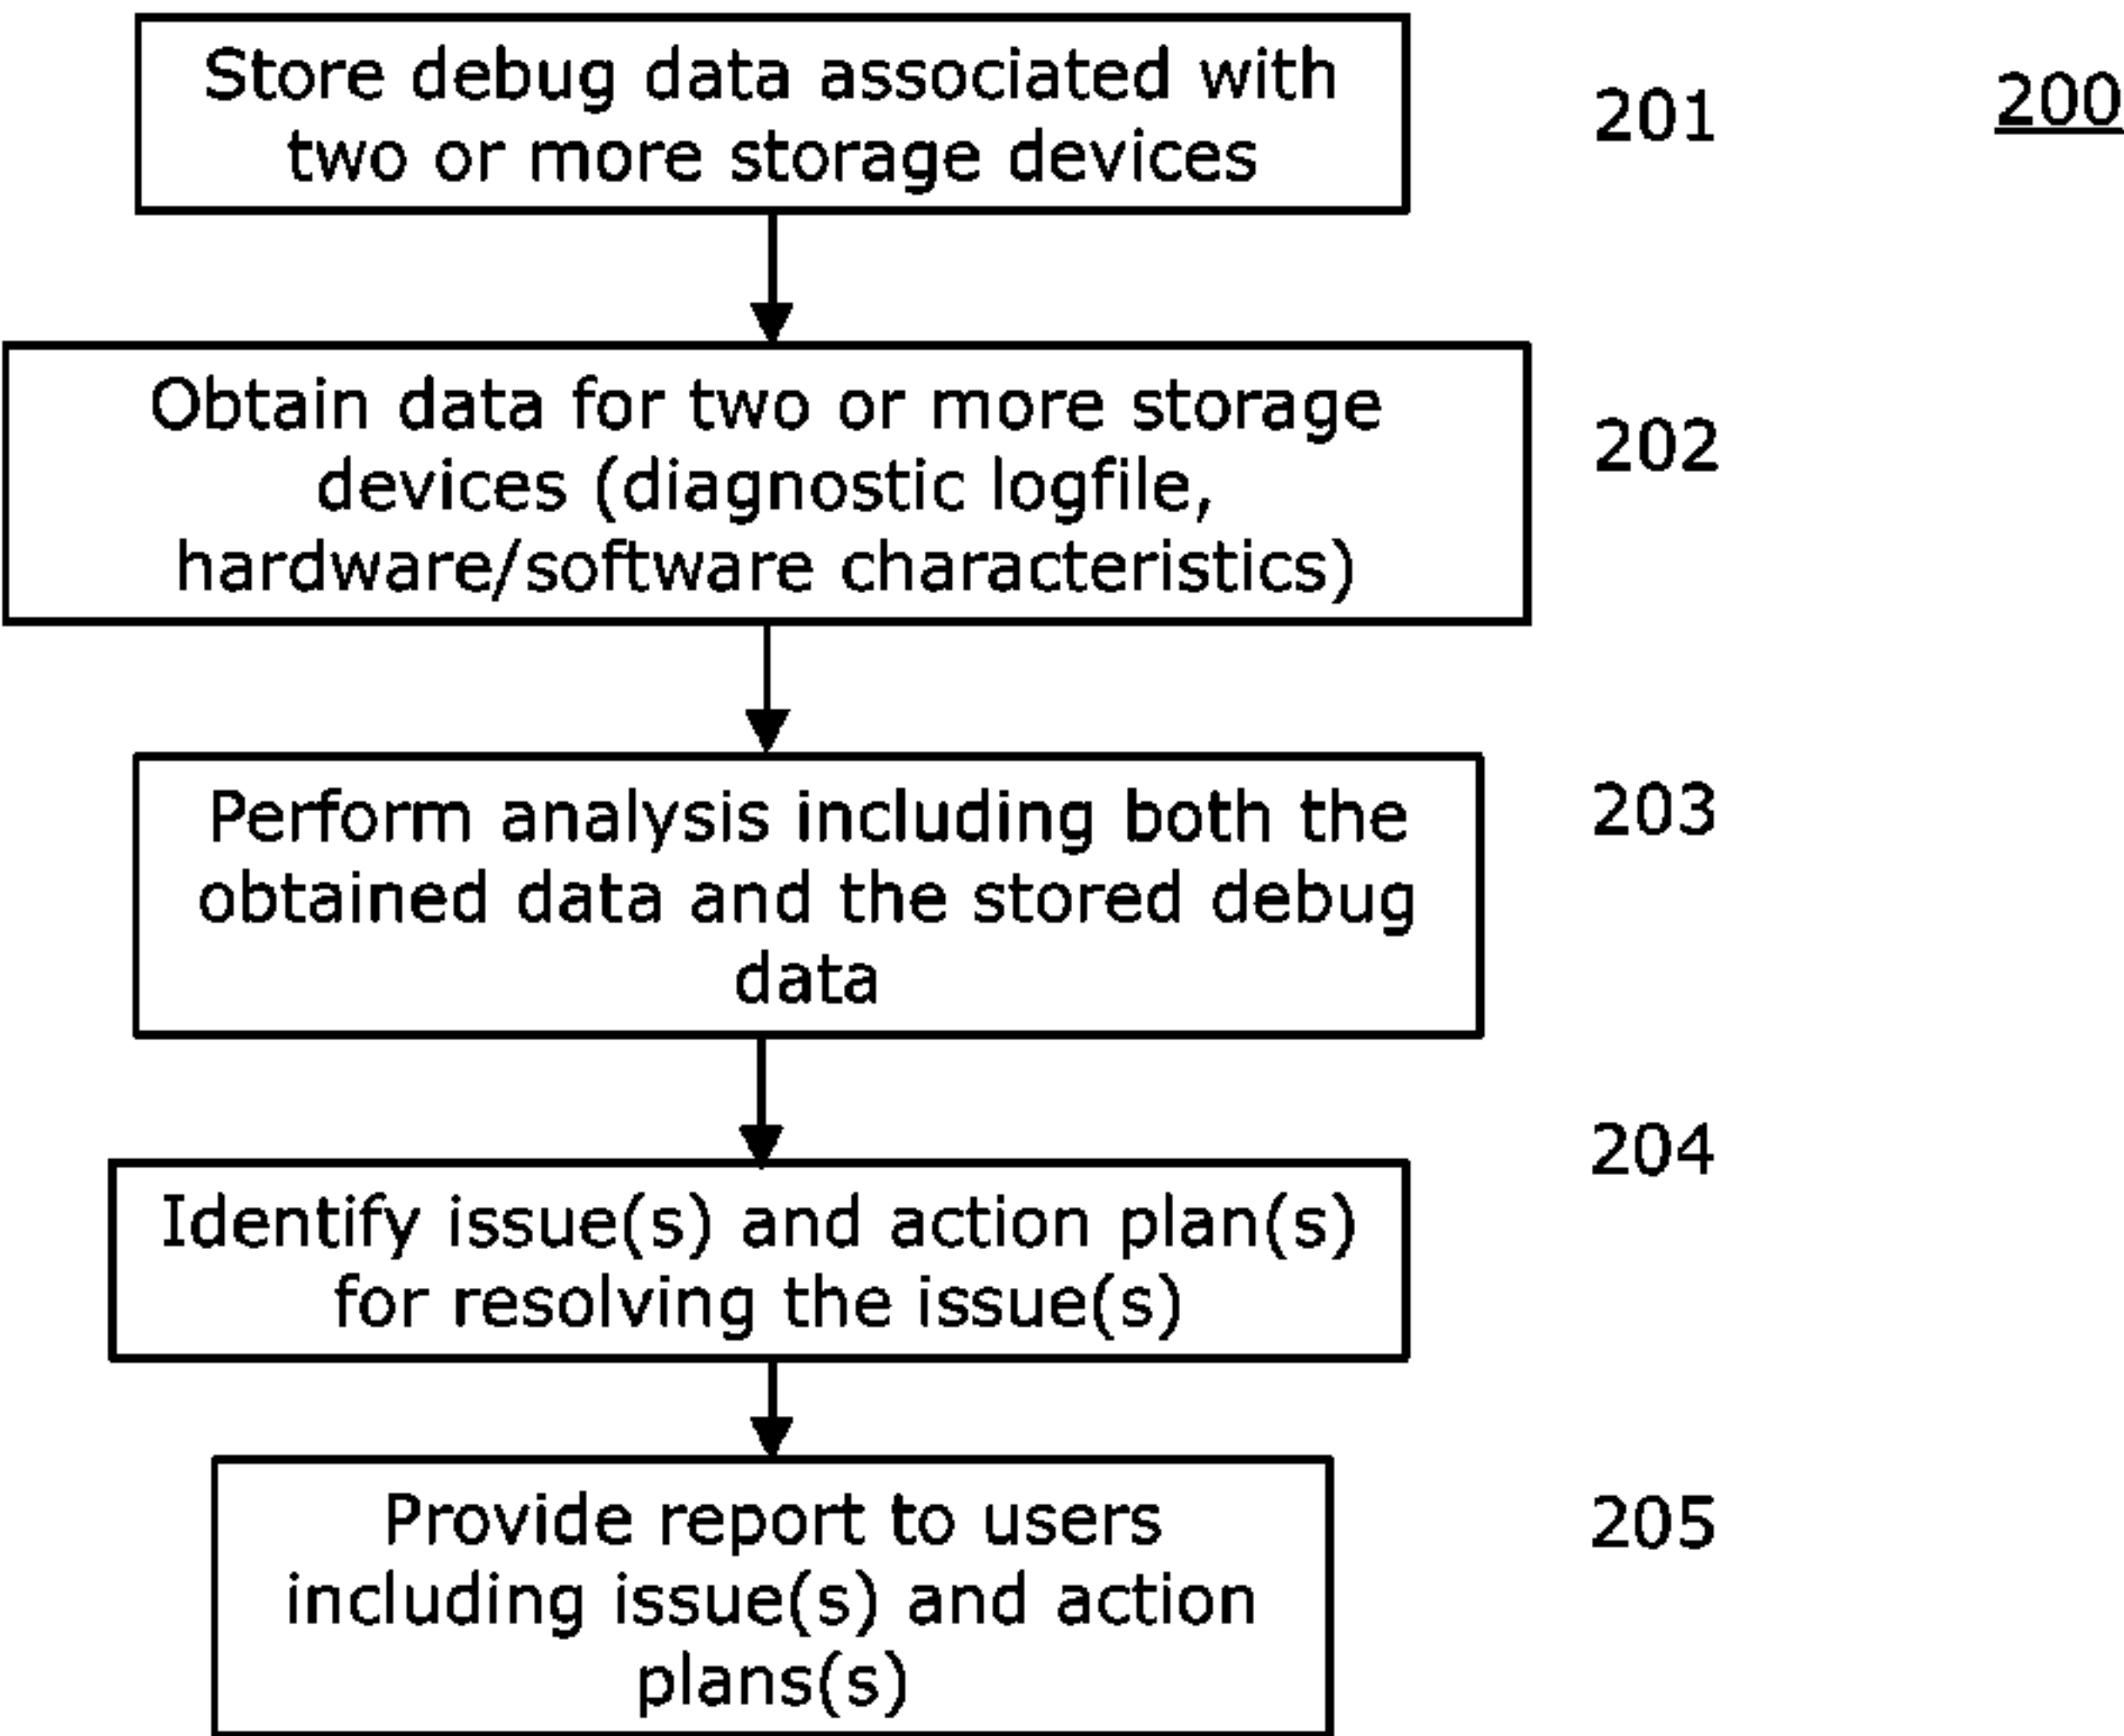 Store debug data associated with
two or more storage devices
201
200
Obtain data for two or more storage
devices (diagnostic logfile,
hardware/software characteristics)
202
Perform analysis including both the
obtained data and the stored debug
data
203
Identify issue(s) and action plan(s)
for resolving the issue(s)
204
Provide report to users
including issue(s) and action
plans(s)
205